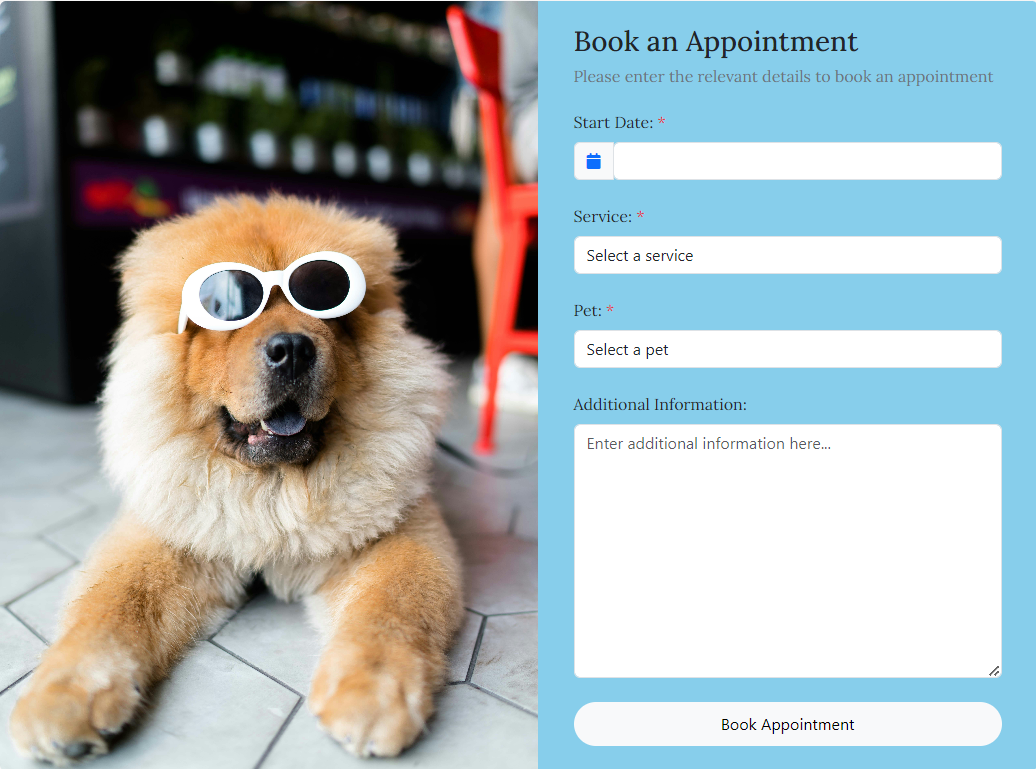 Book an Appointment
Please enter the relevant details to book an appointment
Start Date: *
Service: *
Select a service
Pet: *
Select a pet
Additional Information:
Enter additional information here...
Book Appointment